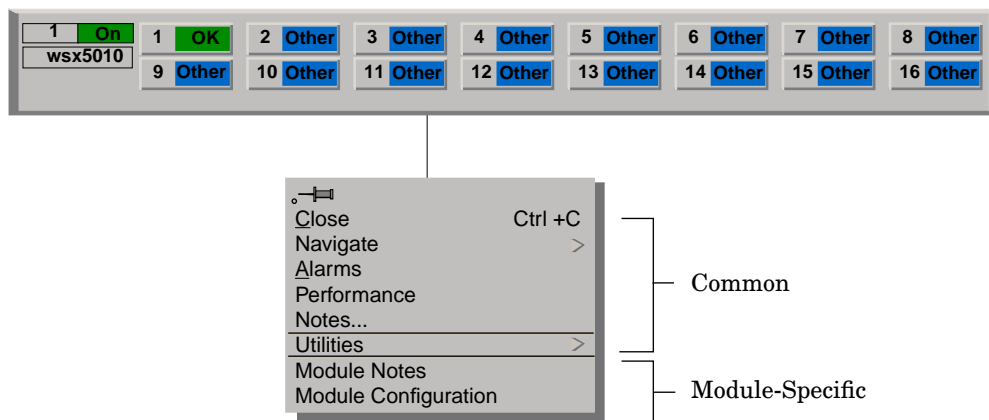 1 On 1 OK 2 Other 3 Other 4 Other 5 Other 6 Other 7 Other 8 Other
wsx5010
9 Other 10 Other 11 Other 12 Other 13 Other 14 Other 15 Other 16 Other
Close Ctrl +C
Navigate >
Alarms
Performance
Notes...
Utilities >
Module Notes
Module Configuration
Common
Module-Specific